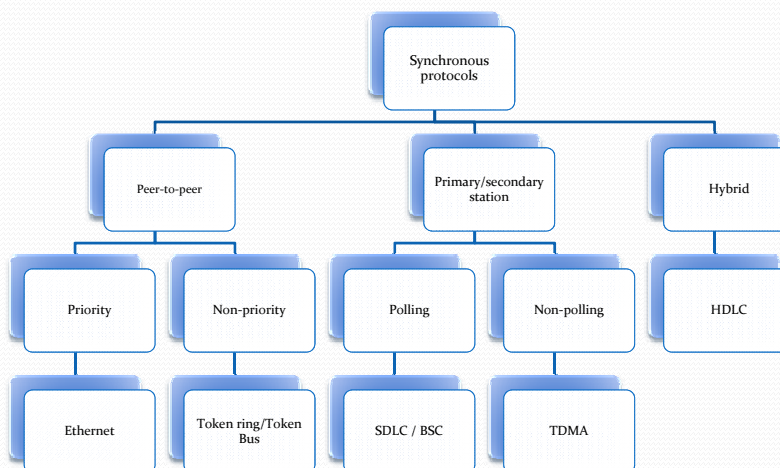 Synchronous
protocols
Peer-to-peer
Primary/secondary
station
Hybrid
Priority
Non-priority
Polling
Non-polling
HDLC
Ethernet
Token ring/Token
Bus
SDLC / BSC
TDMA